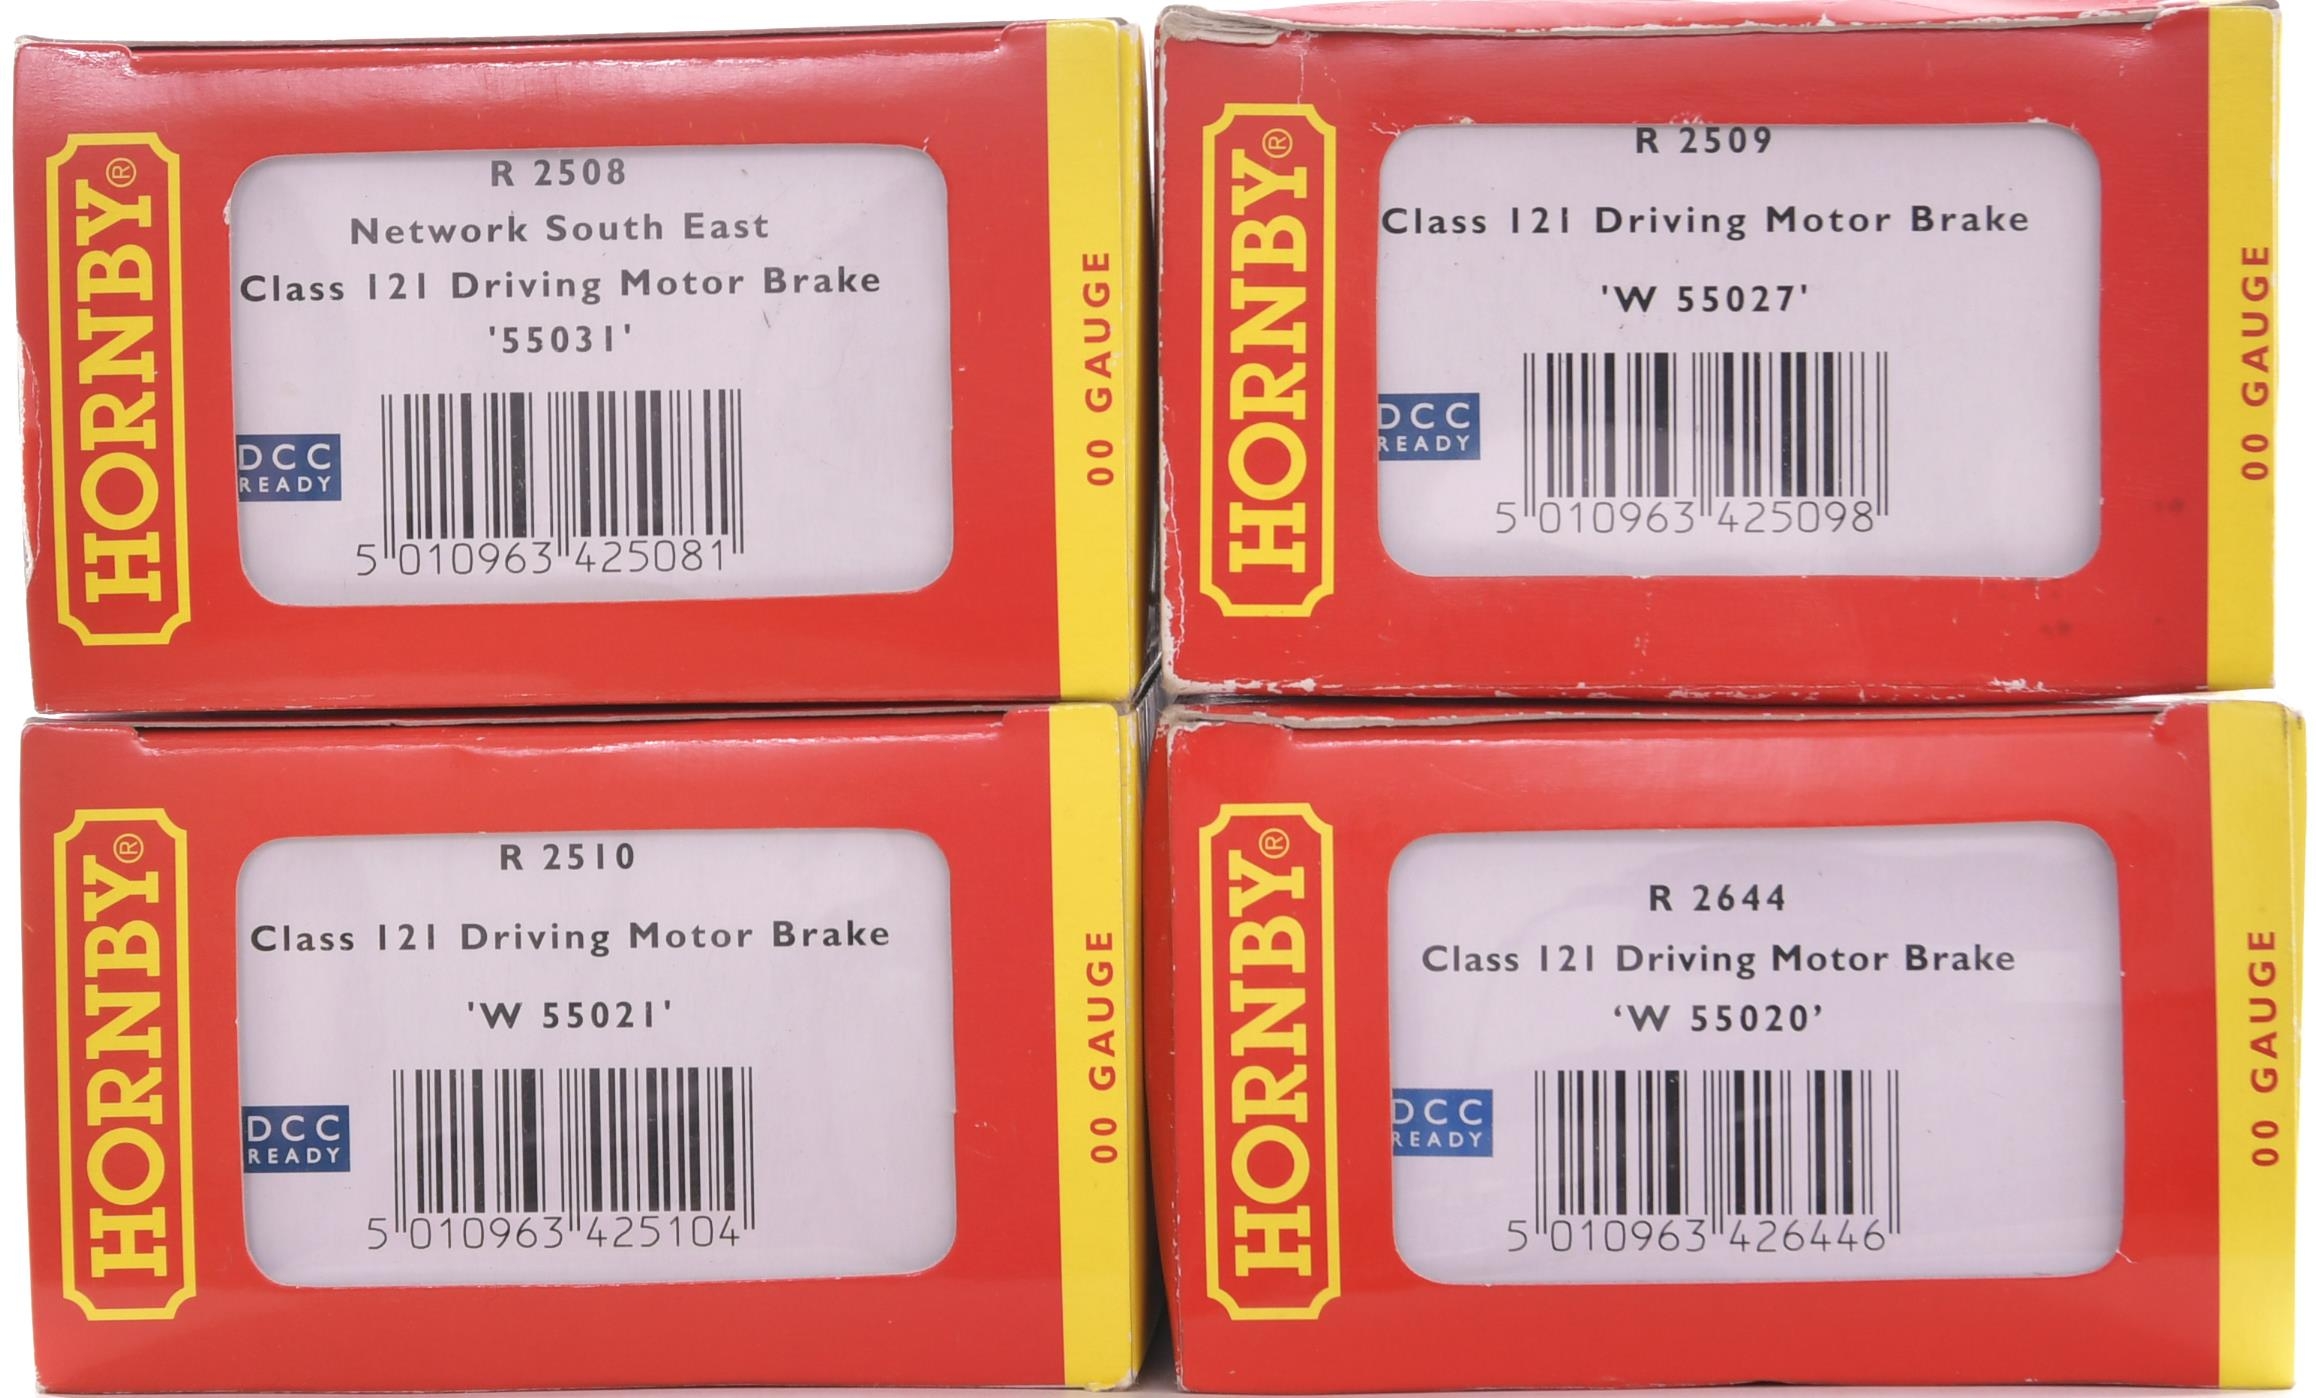 HORNBY®
R 2508
Network South East
Class 121 Driving Motor Brake
'55031'
DCC
READY
5 010963 425081
00 GAUGE
HORNBY®
R 2509
Class 121 Driving Motor Brake
'W 55027'
DCC
READY
5 010963 425098
00 GAUGE
HORNBY®
R 2510
Class 121 Driving Motor Brake
'W 55021'
DCC
READY
5 010963 425104
00 GAUGE
HORNBY®
R 2644
Class 121 Driving Motor Brake
‘W 55020’
DCC
READY
5 010963 426446
00 GAUGE